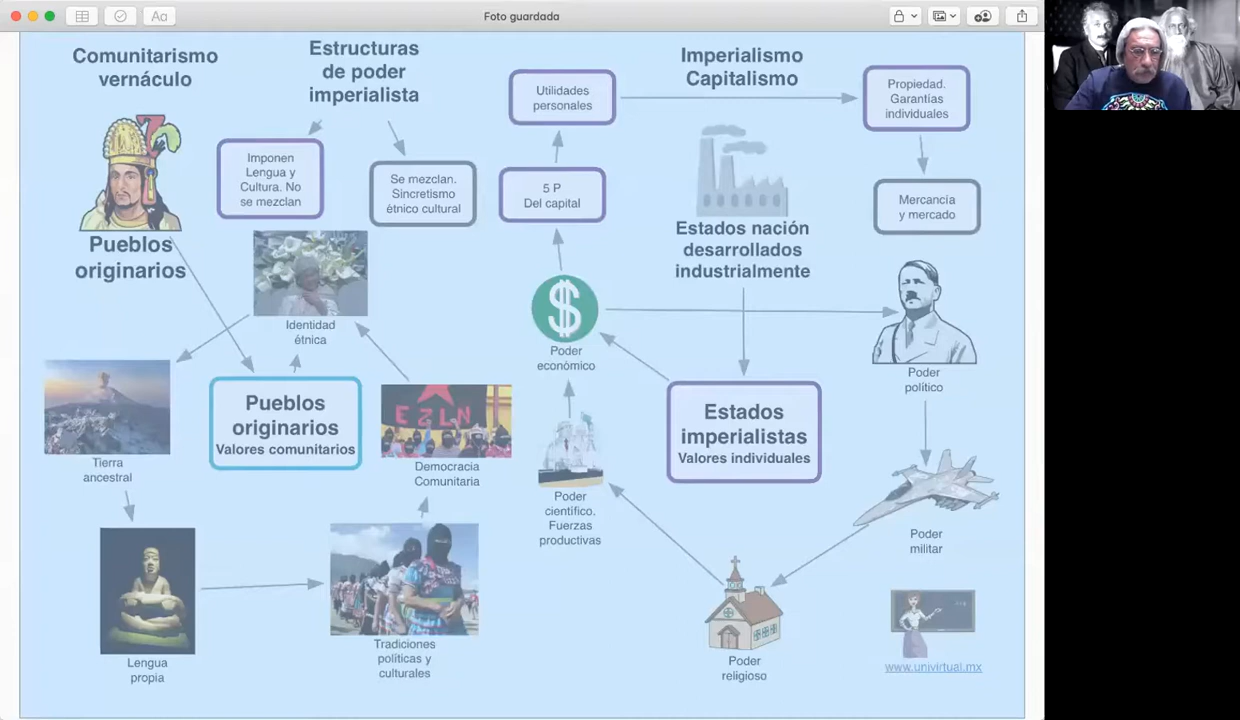 Foto guardada
Aa
Comunitarismo
vernáculo
Estructuras
de poder
imperialista
Imperialismo
Capitalismo
Utilidades
personales
Propiedad.
Garantías
individuales
Imponen
Lengua y
Cultura. No
se mezclan
Se mezclan.
Sincretismo
étnico cultural
5 P
Del capital
Mercancía
y mercado
Pueblos
originarios
Estados nación
desarrollados
industrialmente
Identidad
étnica
$
Poder
económico
Poder
político
Pueblos
originarios
Valores comunitarios
EZLN
Estados
imperialistas
Valores individuales
Tierra
ancestral
Democracia
Comunitaria
Poder
científico.
Fuerzas
productivas
Poder
militar
Lengua
propia
Tradiciones
políticas y
culturales
Poder
religioso
www.univirtual.mx